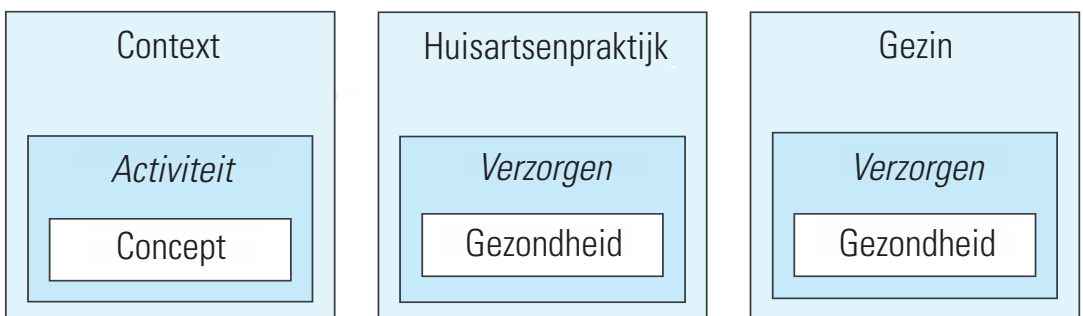 Context
Activiteit
Concept
Huisartsenpraktijk
Verzorgen
Gezondheid
Gezin
Verzorgen
Gezondheid